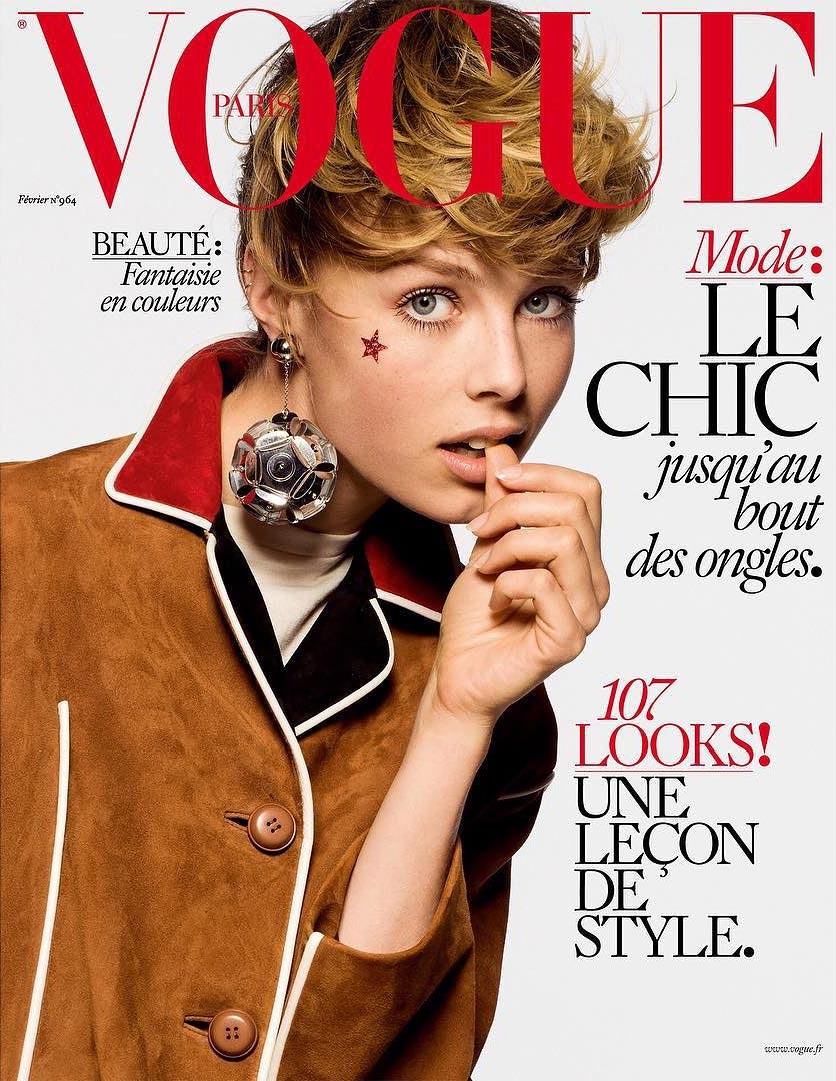 ®
VOGUE
PARIS
Février N°964
BEAUTÉ:
Fantaisie
en couleurs
Mode:
LE
CHIC
jusqu'au
bout
des ongles.
107
LOOKS!
UNE
LEÇON
DE
STYLE.
www.vogue.fr